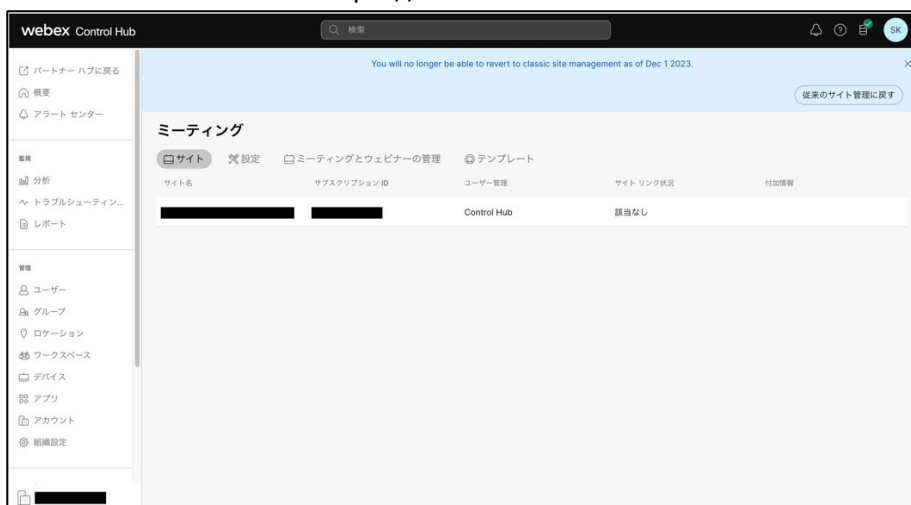 webex Control Hub
検索
SK
You will no longer be able to revert to classic site management as of Dec 1 2023.
従来のサイト管理に戻す
パートナー ハブに戻る
概要
アラート センター
監視
分析
トラブルシューティン...
レポート
管理
ユーザー
グループ
ロケーション
ワークスペース
デバイス
アプリ
アカウント
組織設定
ミーティング
サイト 設定 ミーティングとウェビナーの管理 テンプレート
サイト名 サブスクリプション ID ユーザー管理 サイト リンク状況 付加情報
Control Hub 該当なし